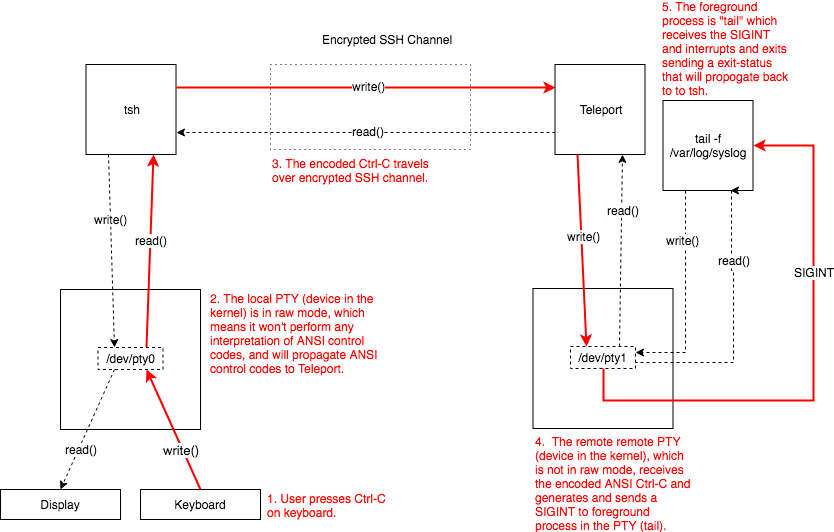 5. The foreground
process is "tail" which
receives the SIGINT
and interrupts and exits
sending a exit-status
that will propogate back
to to tsh.
Encrypted SSH Channel
tsh
write()
Teleport
read()
tail -f
/var/log/syslog
3. The encoded Ctrl-C travels
over encrypted SSH channel.
write()
read()
write()
read()
write()
read()
SIGINT
2. The local PTY (device in the
kernel) is in raw mode, which
means it won't perform any
interpretation of ANSI control
codes, and will propagate ANSI
control codes to Teleport.
/dev/pty0
/dev/pty1
read()
write()
4. The remote remote PTY
(device in the kernel), which
is not in raw mode, receives
the encoded ANSI Ctrl-C and
generates and sends a
SIGINT to foreground
process in the PTY (tail).
Display
Keyboard
1. User presses Ctrl-C
on keyboard.